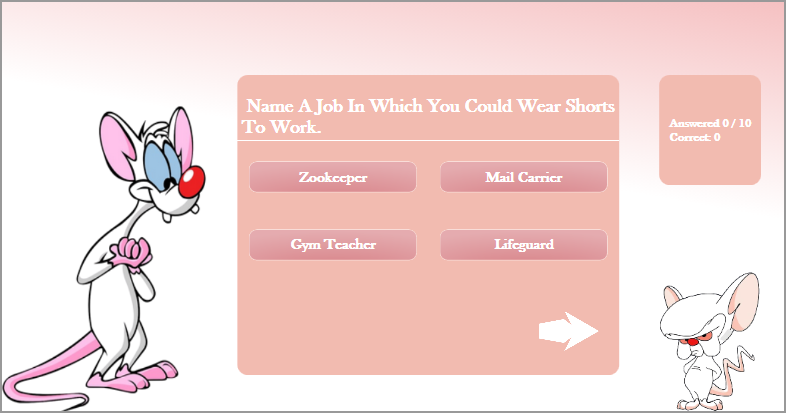 Name A Job In Which You Could Wear Shorts
To Work.
Zookeeper
Mail Carrier
Gym Teacher
Lifeguard
Answered 0 / 10
Correct: 0